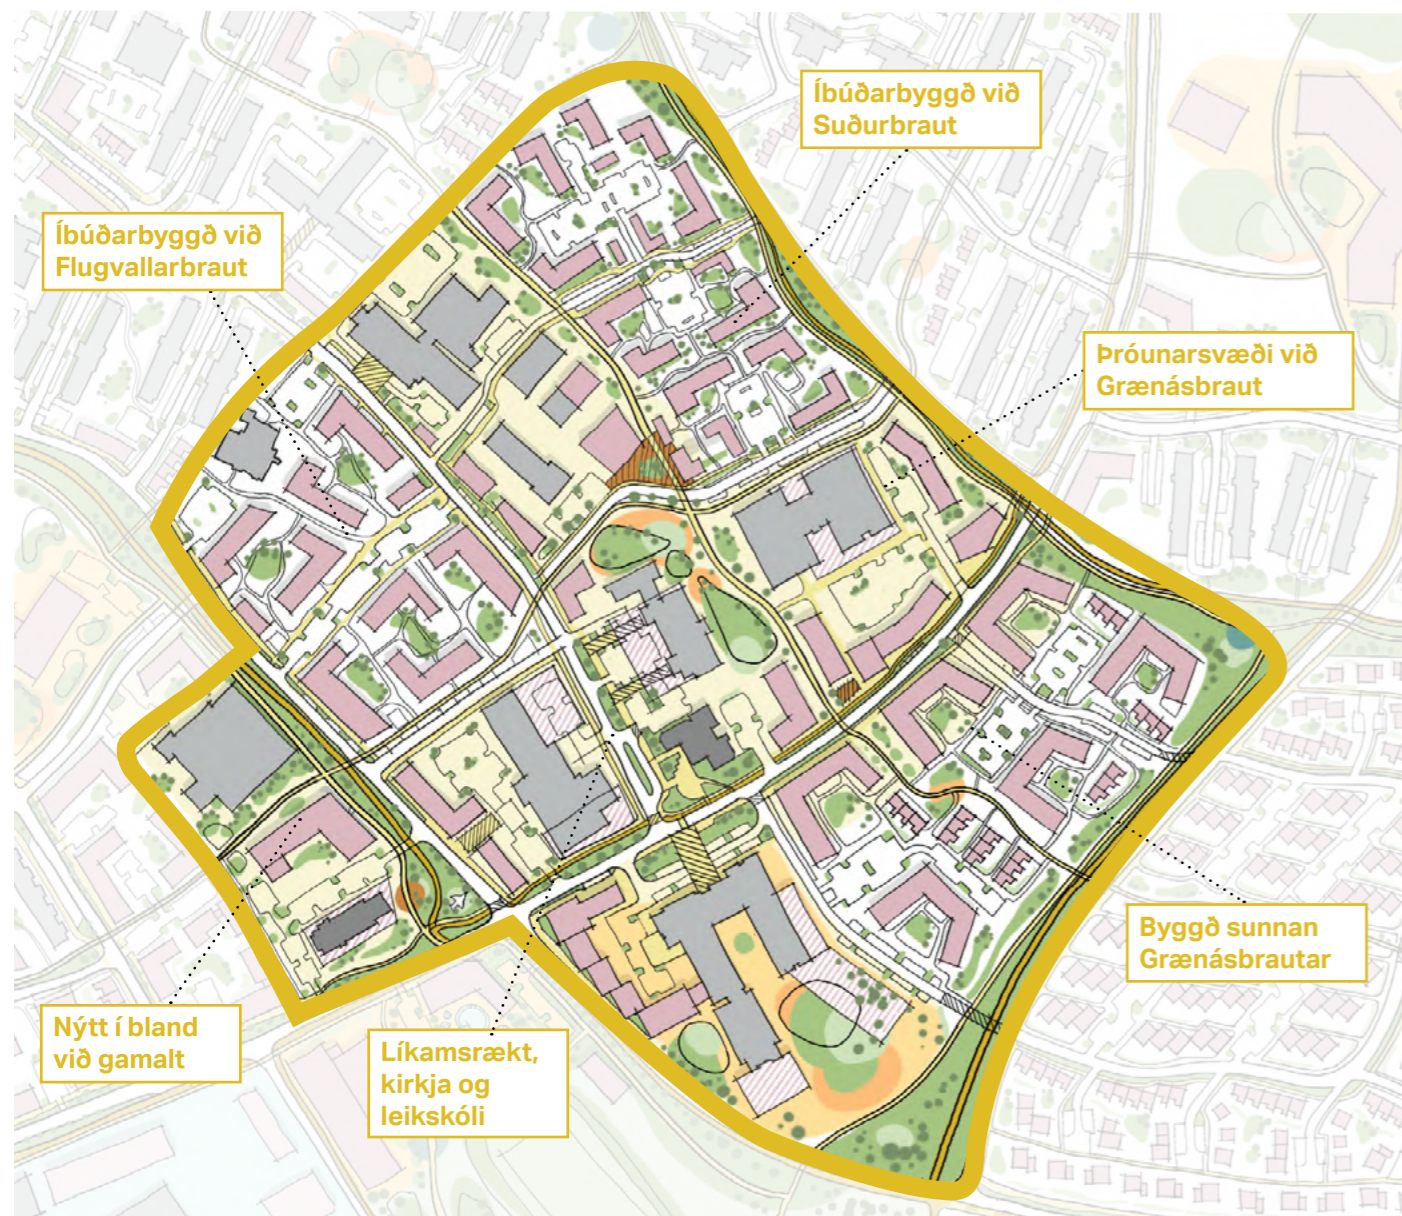 Íbúðarbyggð við
Suðurbraut
Íbúðarbyggð við
Flugvallarbraut
Þróunarsvæði við
Grænásbraut
Byggð sunnan
Grænásbrautar
Nýtt í bland
við gamalt
Líkamsrækt,
kirkja og
leikskóli